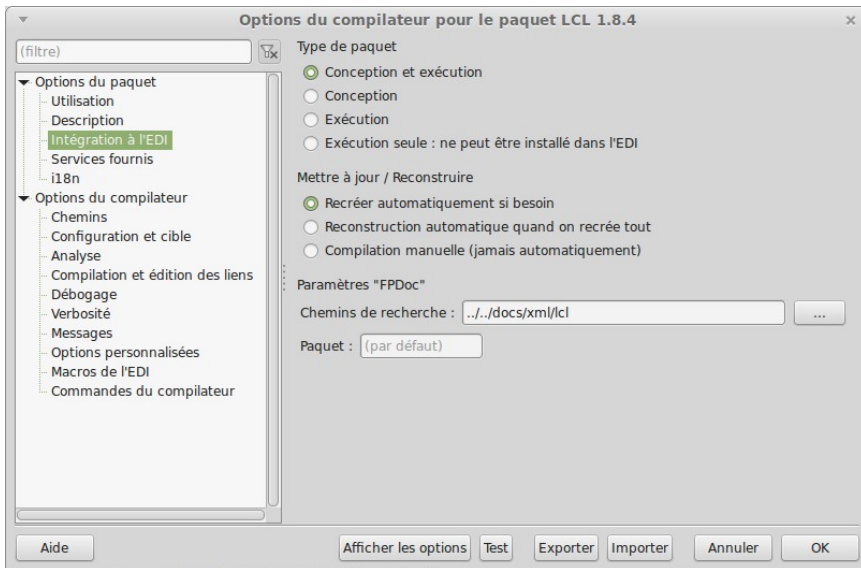 Options du compilateur pour le paquet LCL 1.8.4
(filtre)
Options du paquet
Utilisation
Description
Intégration à l'EDI
Services fournis
i18n
Options du compilateur
Chemins
Configuration et cible
Analyse
Compilation et édition des liens
Débogage
Verbosité
Messages
Options personnalisées
Macros de l'EDI
Commandes du compilateur
Type de paquet
Conception et exécution
Conception
Exécution
Exécution seule : ne peut être installé dans l'EDI
Mettre à jour / Reconstruire
Recréer automatiquement si besoin
Reconstruction automatique quand on recrée tout
Compilation manuelle (jamais automatiquement)
Paramètres "FPDoc"
Chemins de recherche : ../../docs/xml/lcl ...
Paquet : (par défaut)
Aide Afficher les options Test Exporter Importer Annuler OK